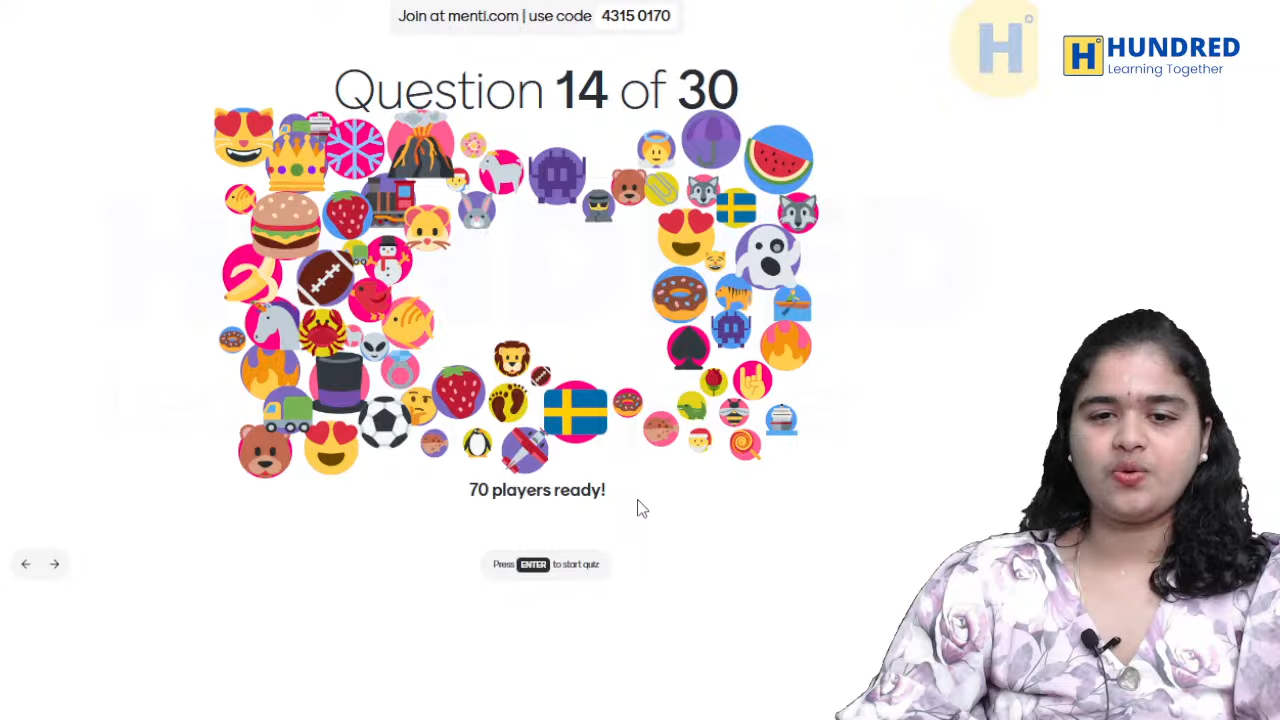 Join at menti.com | use code 4315 0170
H°
H° HUNDRED
Learning Together
Question 14 of 30
70 players ready!
Press ENTER to start quiz